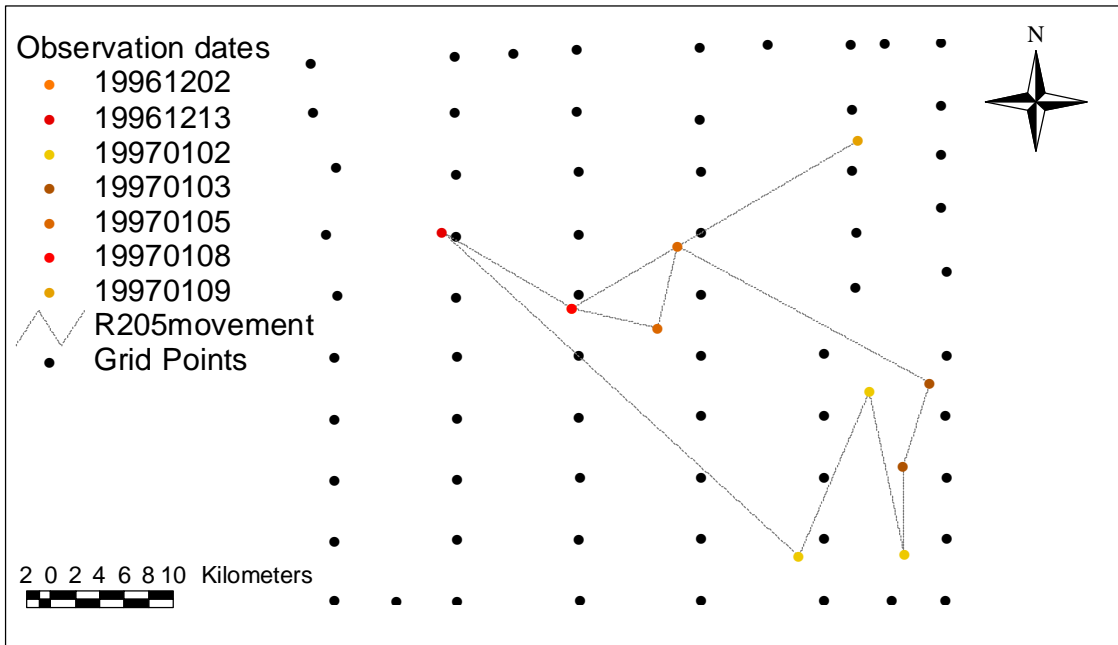 Observation dates
19961202
19961213
19970102
19970103
19970105
19970108
19970109
R205movement
Grid Points
N
2 0 2 4 6 8 10 Kilometers